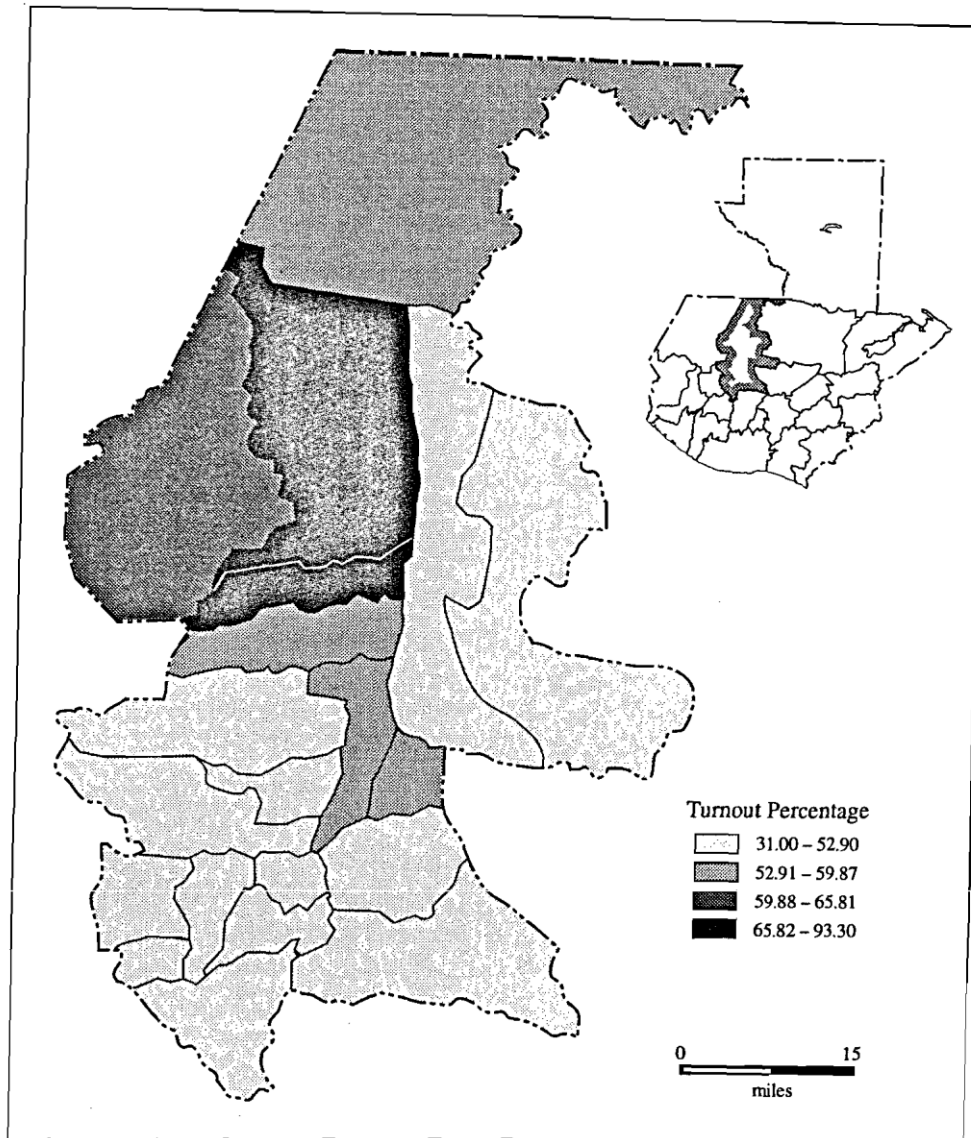 Turnout Percentage
31.00 – 52.90
52.91 – 59.87
59.88 – 65.81
65.82 – 93.30
0 15
miles